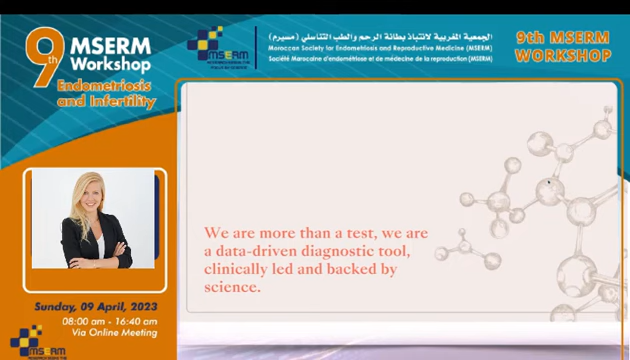 9th MSERM
Workshop
Endometriosis
and Infertility
MSERM
الجمعية المغربية لانتباذ بطانة الرحم والطب التناسلي (مسيرم)
Moroccan Society for Endometriosis and Reproductive Medicine (MSERM)
Société Marocaine d'endométriose et de médecine de la reproduction (MSERM)
9th MSERM
WORKSHOP
We are more than a test, we are
a data-driven diagnostic tool,
clinically led and backed by
science.
Sunday, 09 April, 2023
08:00 am - 16:40 am
Via Online Meeting
MSERM